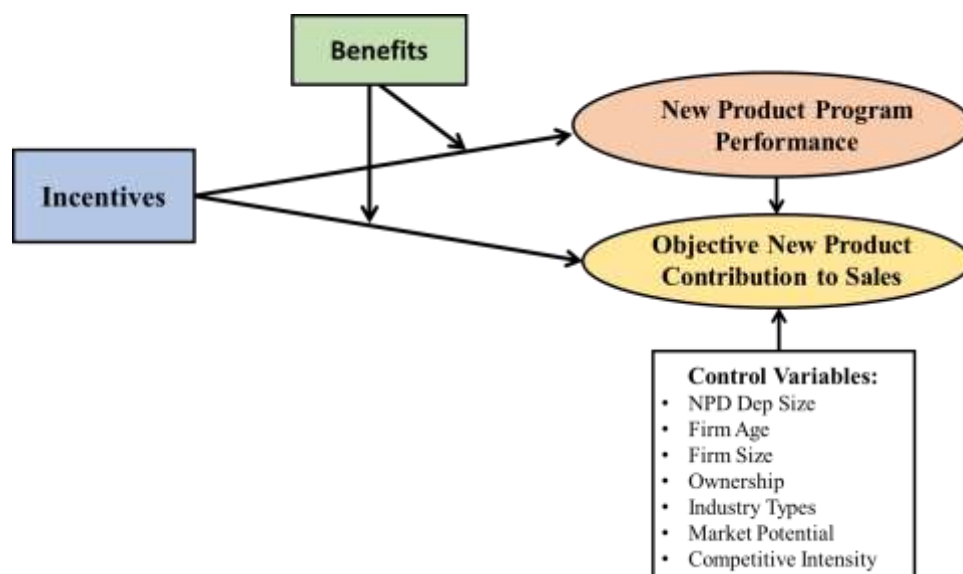 Benefits
New Product Program
Performance
Incentives
Objective New Product
Contribution to Sales
Control Variables:
• NPD Dep Size
• Firm Age
• Firm Size
• Ownership
• Industry Types
• Market Potential
• Competitive Intensity